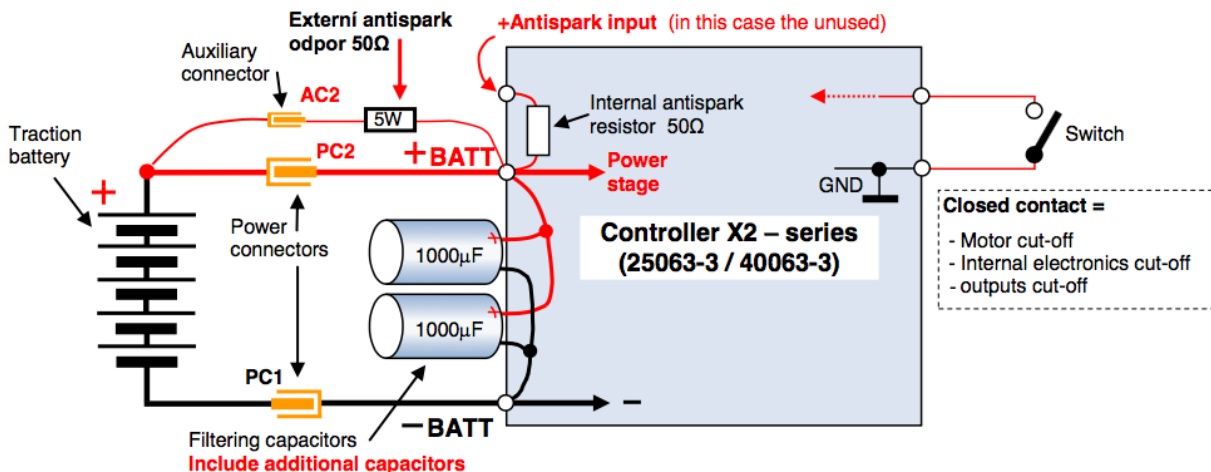 Externí antispark
odpor 50Ω
+Antispark input (in this case the unused)
Auxiliary
connector
AC2
5W
Internal antispark
resistor 50Ω
Switch
Traction
battery
PC2
+BATT
Power
stage
GND
+
Power
connectors
1000µF
+
Controller X2 – series
(25063-3 / 40063-3)
Closed contact =
- Motor cut-off
- Internal electronics cut-off
- outputs cut-off
1000µF
+
PC1
–
–BATT
Filtering capacitors
Include additional capacitors